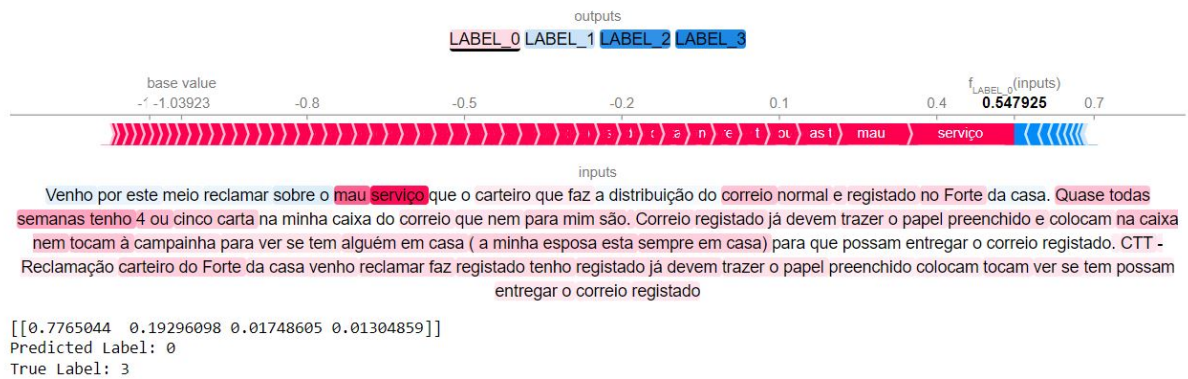 outputs
LABEL_0 LABEL_1 LABEL_2 LABEL_3
base value
f LABEL_0 (inputs)
-1.03923 -0.8 -0.5 -0.2 0.1 0.4 0.547925 0.7
mau serviço
inputs
Venho por este meio reclamar sobre o mau serviço que o carteiro que faz a distribuição do correio normal e registado no Forte da casa. Quase todas
semanas tenho 4 ou cinco carta na minha caixa do correio que nem para mim são. Correio registado já devem trazer o papel preenchido e colocam na caixa
nem tocam à campainha para ver se tem alguém em casa ( a minha esposa esta sempre em casa) para que possam entregar o correio registado. CTT -
Reclamação carteiro do Forte da casa venho reclamar faz registado tenho registado já devem trazer o papel preenchido colocam tocam ver se tem possam
entregar o correio registado
[[0.7765044 0.19296098 0.01748605 0.01304859]]
Predicted Label: 0
True Label: 3